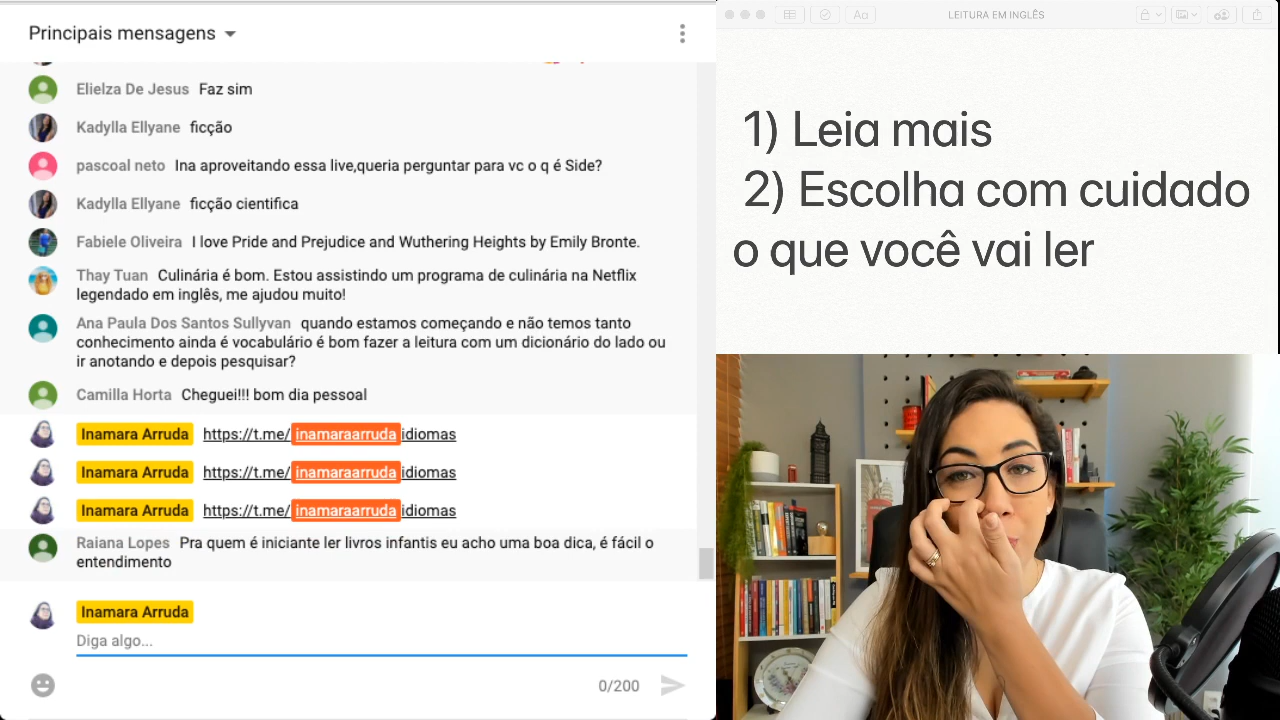 Principais mensagens
Elielza De Jesus Faz sim
Kadylla Ellyane ficção
pascoal neto Ina aproveitando essa live,queria perguntar para vc o q é Side?
Kadylla Ellyane ficção cientifica
Fabiele Oliveira I love Pride and Prejudice and Wuthering Heights by Emily Bronte.
Thay Tuan Culinária é bom. Estou assistindo um programa de culinária na Netflix
legendado em inglês, me ajudou muito!
Ana Paula Dos Santos Sullyvan quando estamos começando e não temos tanto
conhecimento ainda é vocabulário é bom fazer a leitura com um dicionário do lado ou
ir anotando e depois pesquisar?
Camilla Horta Cheguei!!! bom dia pessoal
Inamara Arruda https://t.me/inamaraarrudaidiomas
Inamara Arruda https://t.me/inamaraarrudaidiomas
Inamara Arruda https://t.me/inamaraarrudaidiomas
Raiana Lopes Pra quem é iniciante ler livros infantis eu acho uma boa dica, é fácil o
entendimento
Inamara Arruda
Diga algo...
0/200
Aa
LEITURA EM INGLÊS
1) Leia mais
2) Escolha com cuidado
o que você vai ler